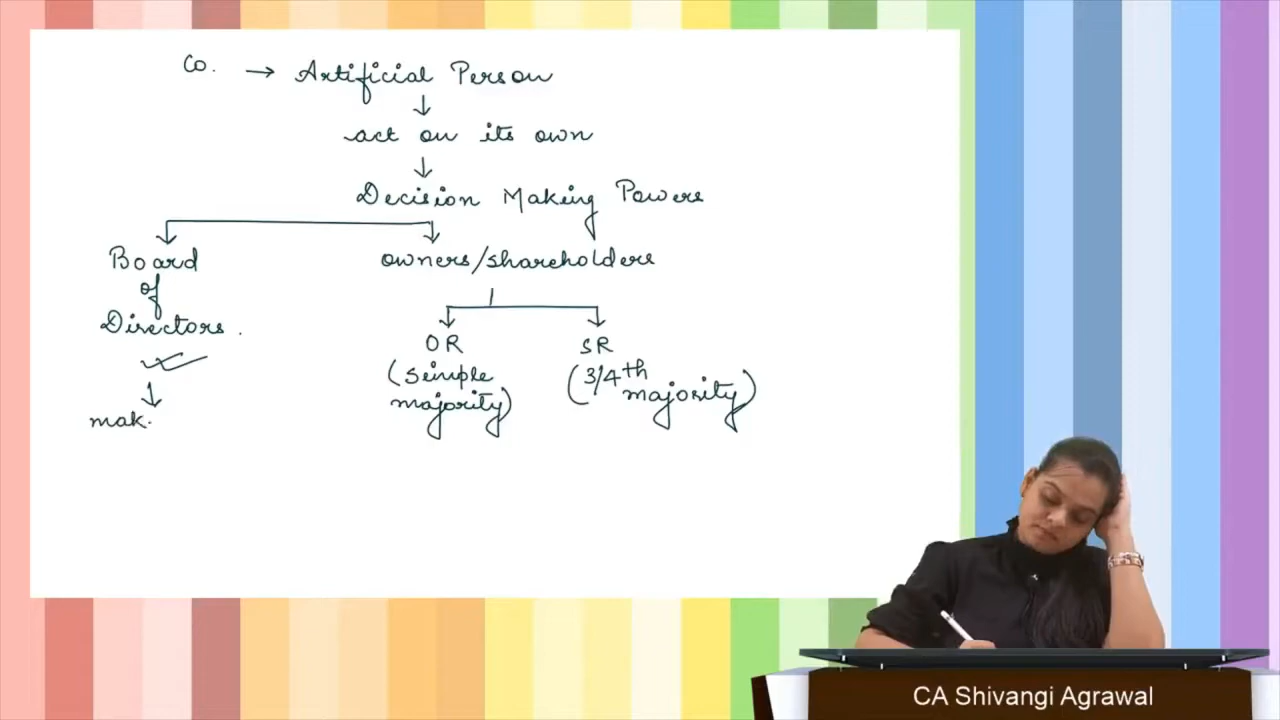 Co. → Artificial Person
act on its own
Decision Making Powers
Board
of
Directors.
owners/shareholders
OR
(simple
majority)
SR
(3/4th
majority)
mak.
CA Shivangi Agrawal